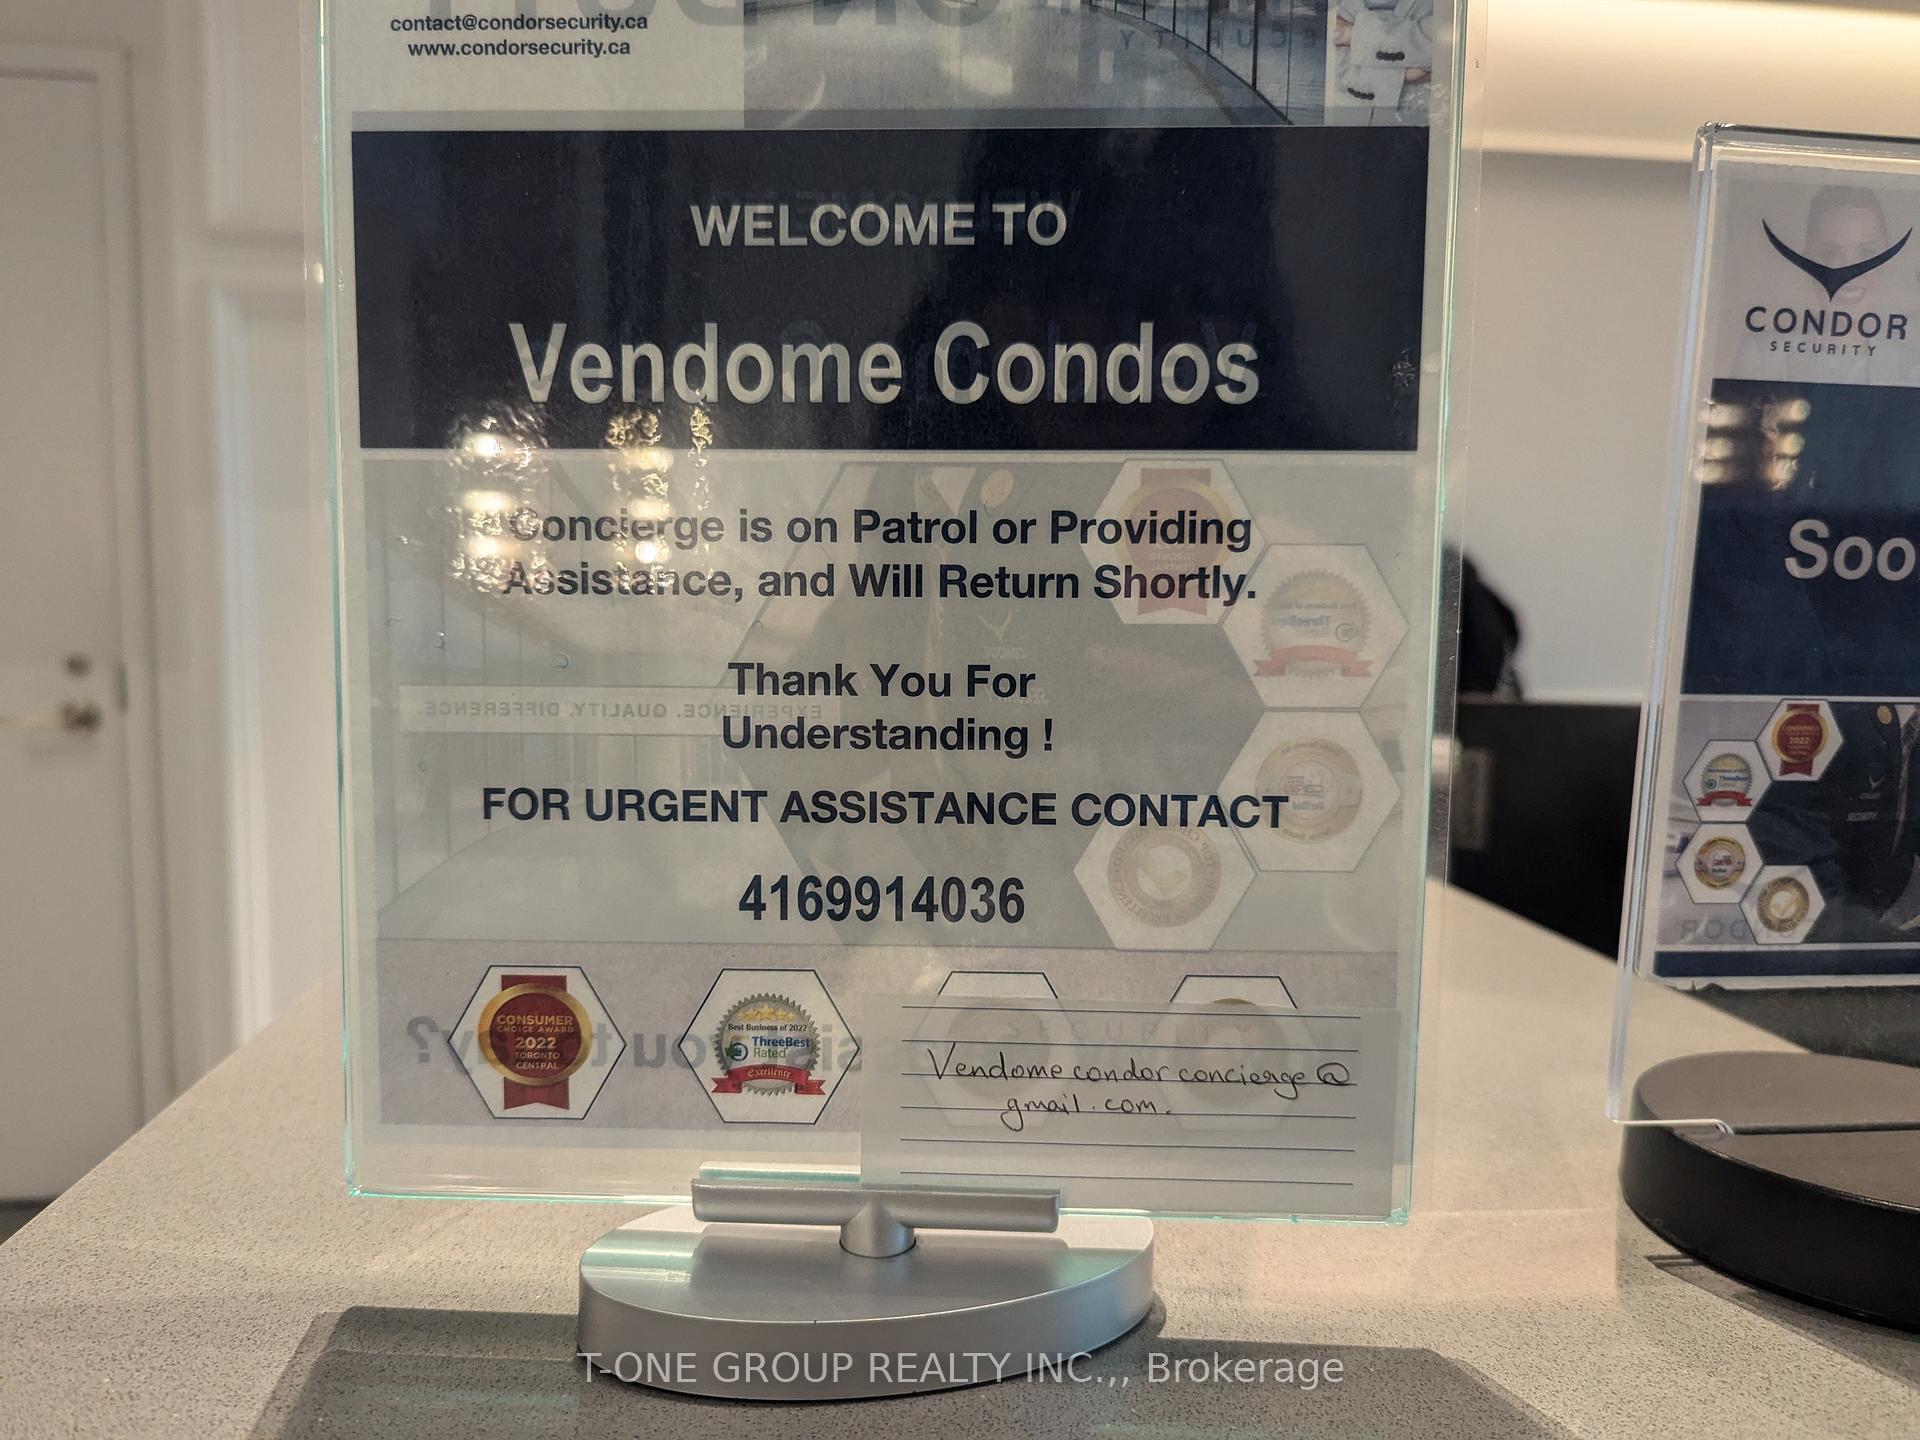 contact@condorsecurity.ca
www.condorsecurity.ca
WELCOME TO
Vendome Condos
Concierge is on Patrol or Providing
Assistance, and Will Return Shortly.
Thank You For
Understanding !
FOR URGENT ASSISTANCE CONTACT
4169914036
CONSUMER
CHOICE AWARD
2022
TORONTO
CENTRAL
Best Business of 2022
ThreeBest
Rated
Excellence
Vendome condor concierge @
gmail.com.
CONDOR
SECURITY
Soo
T-ONE GROUP REALTY INC.,, Brokerage